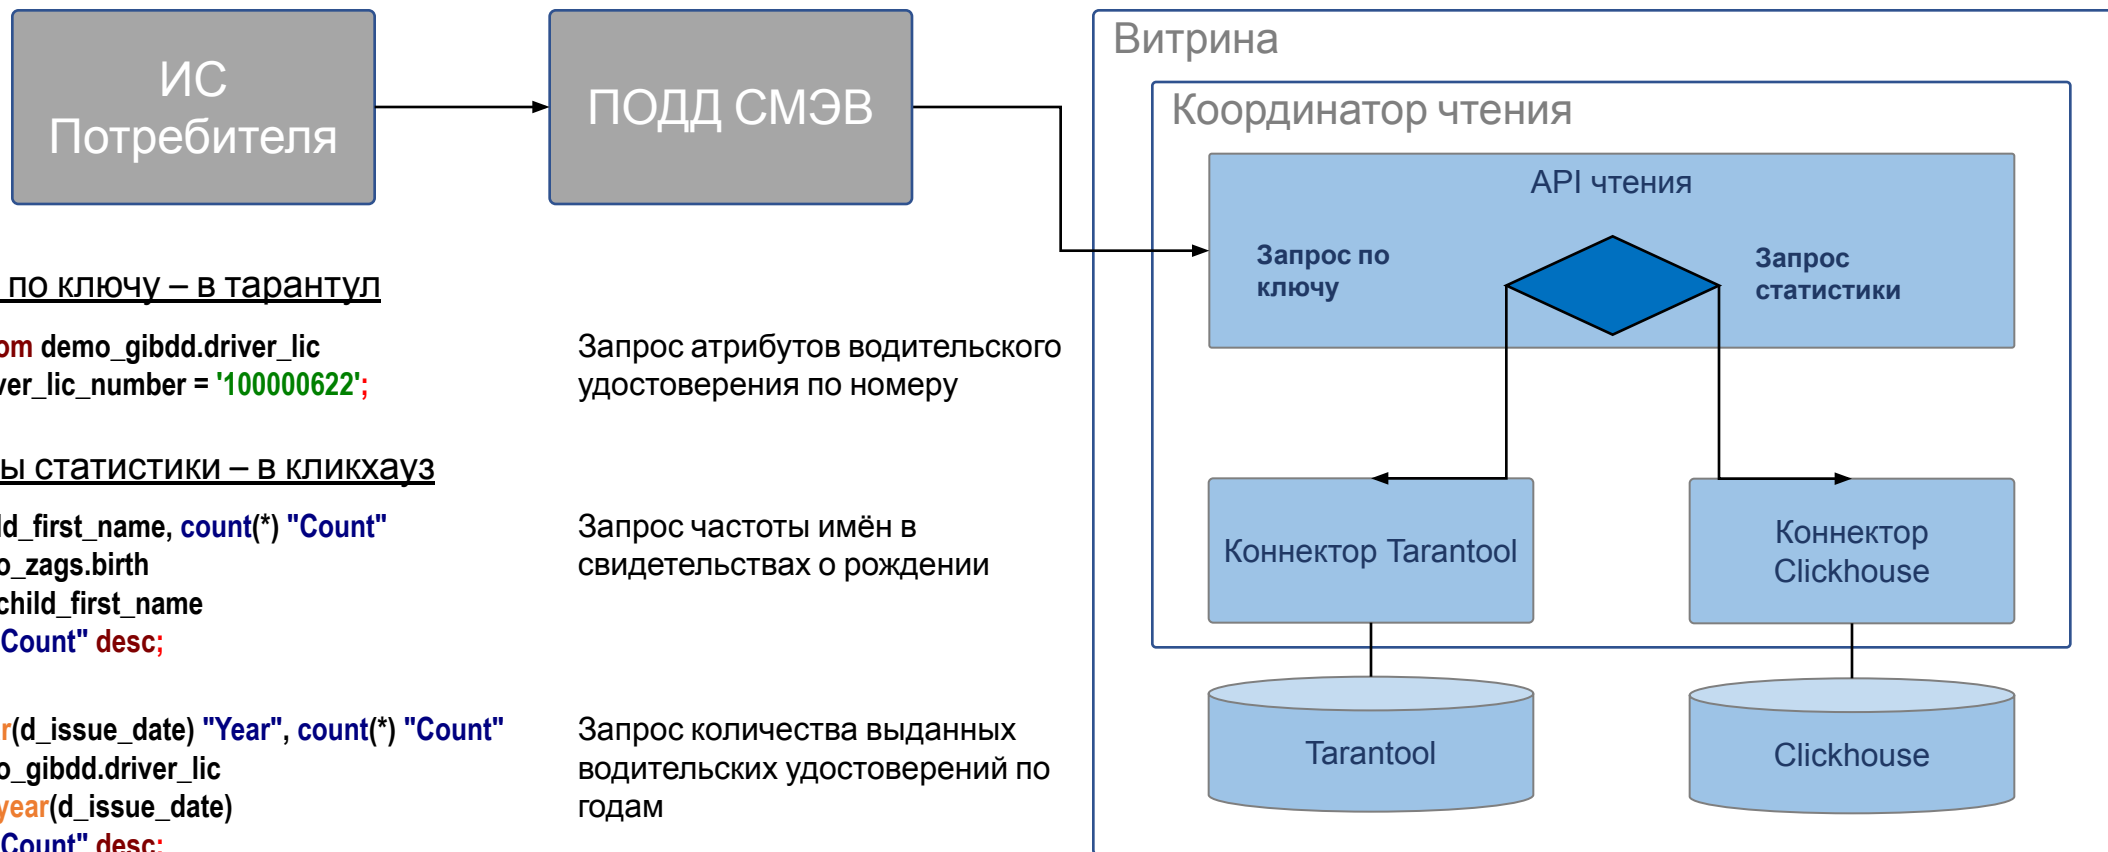 ИС
Потребителя
ПОДД СМЭВ
Витрина
Координатор чтения
API чтения
Запрос по
ключу
Запрос
статистики
Коннектор Tarantool
Коннектор
Clickhouse
Tarantool
Clickhouse
по ключу – в тарантул
om demo_gibdd.driver_lic
ver_lic_number = '100000622';
Запрос атрибутов водительского
удостоверения по номеру
ы статистики – в кликхауз
ld_first_name, count(*) "Count"
o_zags.birth
child_first_name
"Count" desc;
Запрос частоты имён в
свидетельствах о рождении
r(d_issue_date) "Year", count(*) "Count"
o_gibdd.driver_lic
year(d_issue_date)
"Count" desc;
Запрос количества выданных
водительских удостоверений по
годам